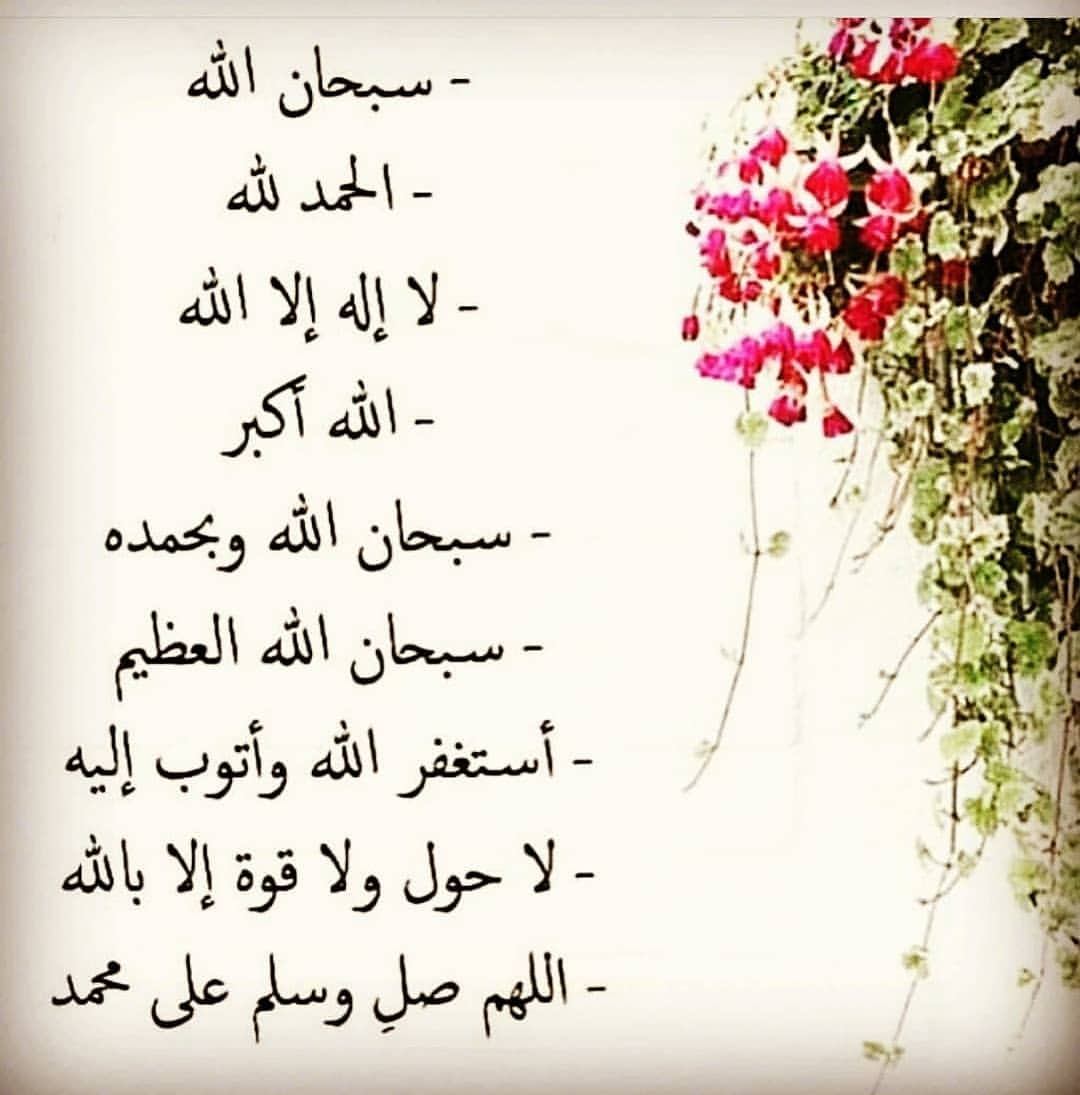 - سبحان الله
- الحمد لله
- لا إله إلا الله
- الله أكبر
- سبحان الله وبحمده
- سبحان الله العظيم
- أستغفر الله وأتوب إليه
- لا حول ولا قوة إلا بالله
- اللهم صلِ وسلم على محمد